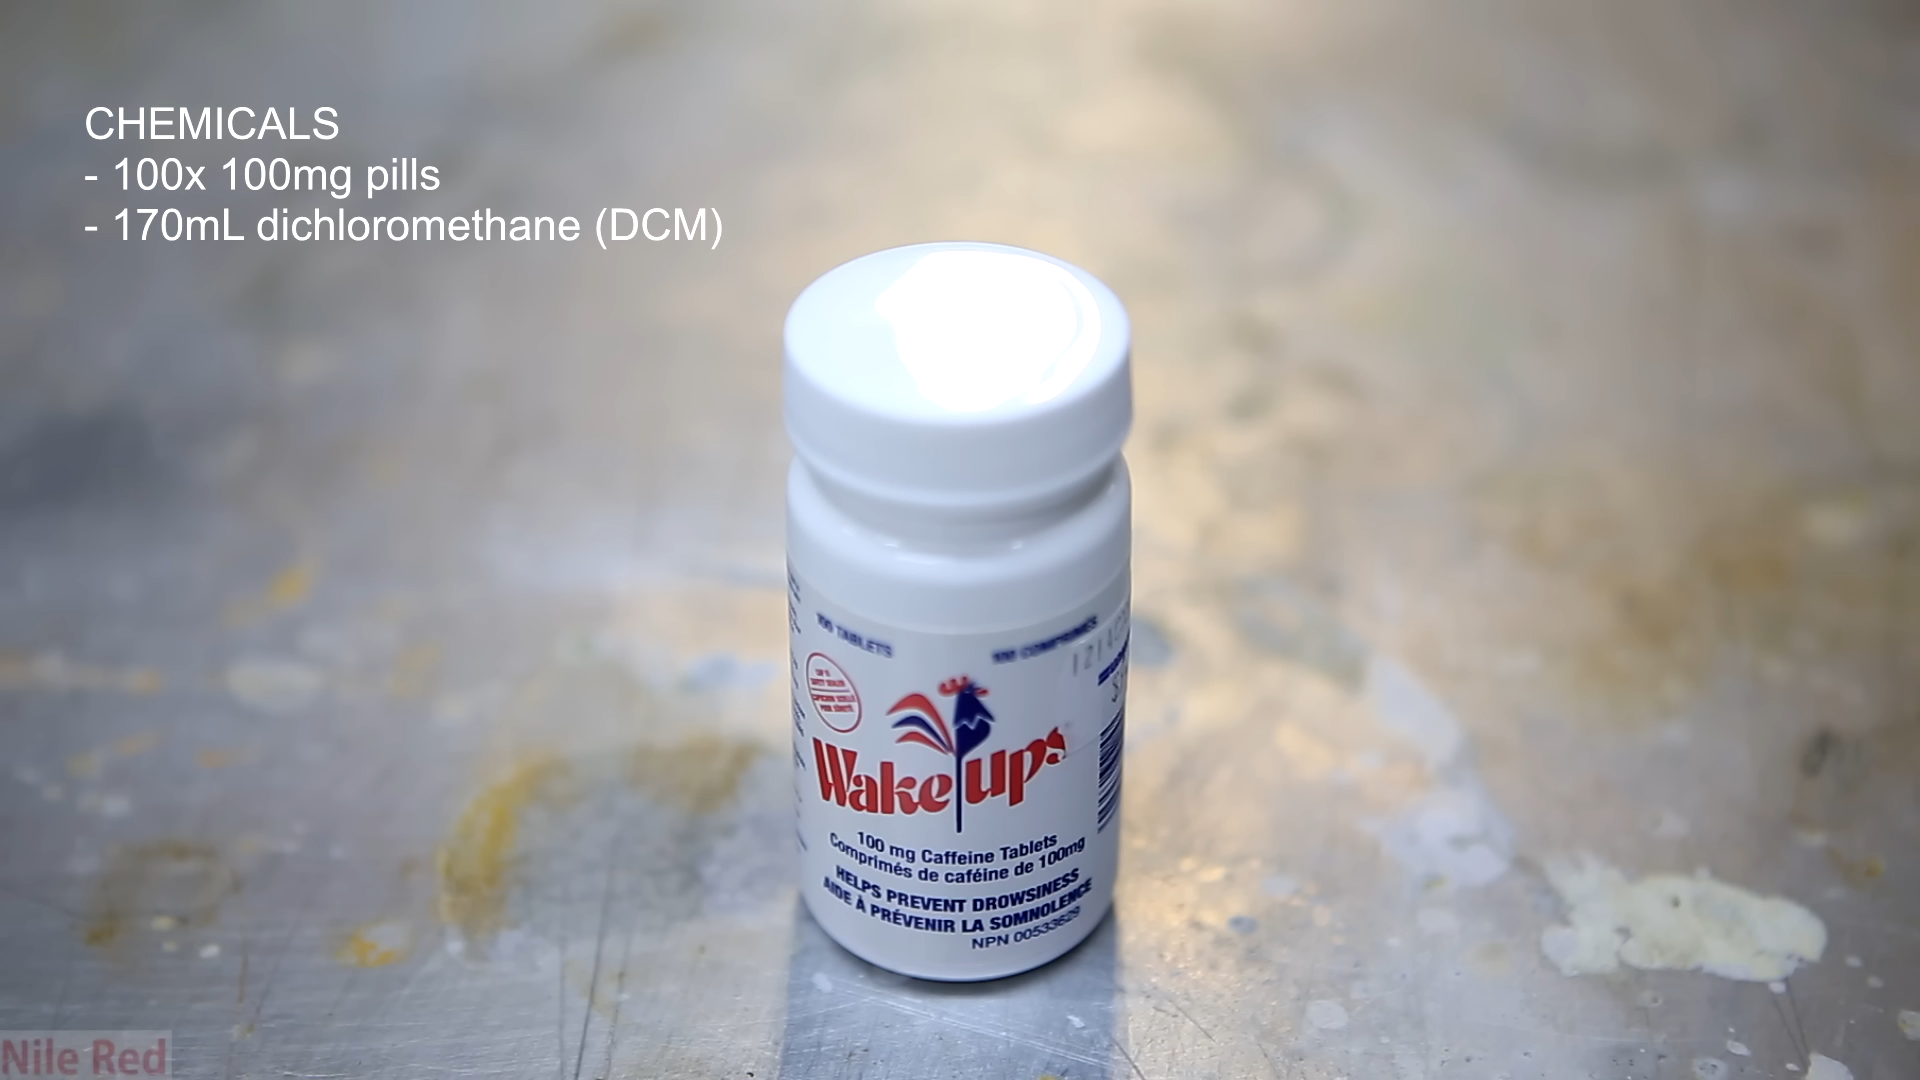 CHEMICALS
- 100x 100mg pills
- 170mL dichloromethane (DCM)
100 TABLETS
100 COMPRIMÉS
Wake ups
100 mg Caffeine Tablets
Comprimés de caféine de 100mg
HELPS PREVENT DROWSINESS
AIDE À PRÉVENIR LA SOMNOLENCE
NPN 00533629
Nile Red